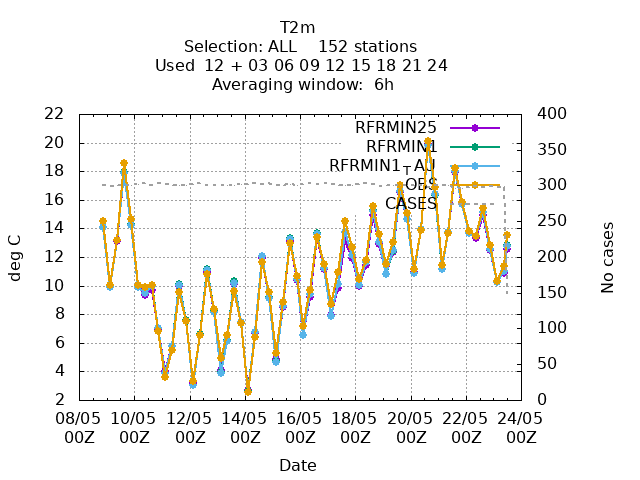 T2m
Selection: ALL    152 stations
Used  12 + 03 06 09 12 15 18 21 24
Averaging window:  6h
22 400
20 350
18 300
16 250
14 200
12
10 150
8 100
6
4 50
2 0
deg C
No cases
RFRMIN25
RFRMIN1
RFRMIN1_AJ
OBS
CASES
08/05 10/05 12/05 14/05 16/05 18/05 20/05 22/05 24/05
00Z 00Z 00Z 00Z 00Z 00Z 00Z 00Z 00Z
Date